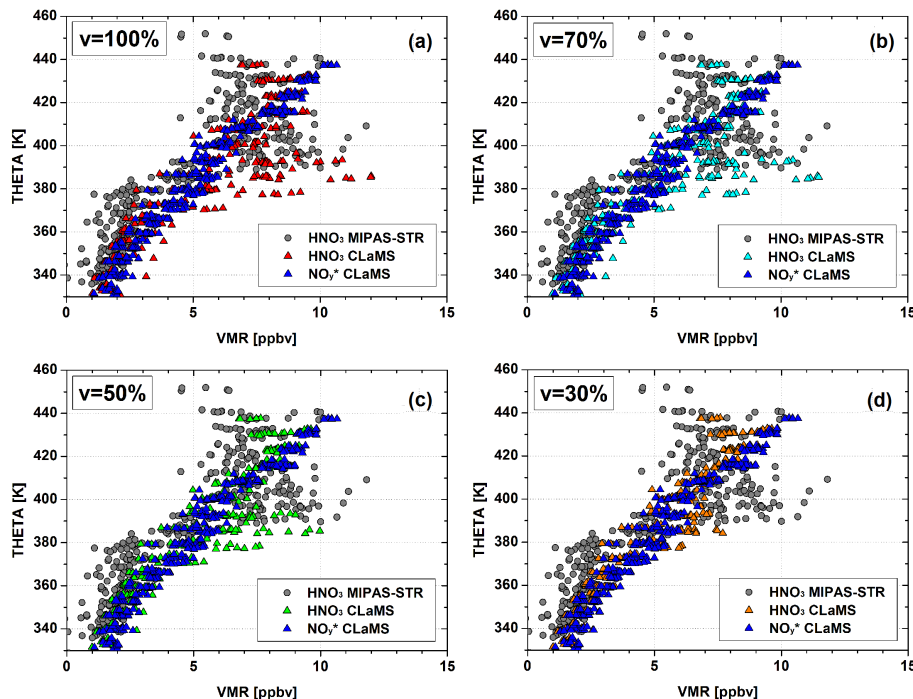 460
440
420
400
380
360
340
THETA [K]
v=100%
(a)
HNO₃ MIPAS-STR
HNO₃ CLaMS
NOy* CLaMS
0 5 10 15
VMR [ppbv]
460
440
420
400
380
360
340
THETA [K]
v=70%
(b)
HNO₃ MIPAS-STR
HNO₃ CLaMS
NOy* CLaMS
0 5 10 15
VMR [ppbv]
460
440
420
400
380
360
340
THETA [K]
v=50%
(c)
HNO₃ MIPAS-STR
HNO₃ CLaMS
NOy* CLaMS
0 5 10 15
VMR [ppbv]
460
440
420
400
380
360
340
THETA [K]
v=30%
(d)
HNO₃ MIPAS-STR
HNO₃ CLaMS
NOy* CLaMS
0 5 10 15
VMR [ppbv]